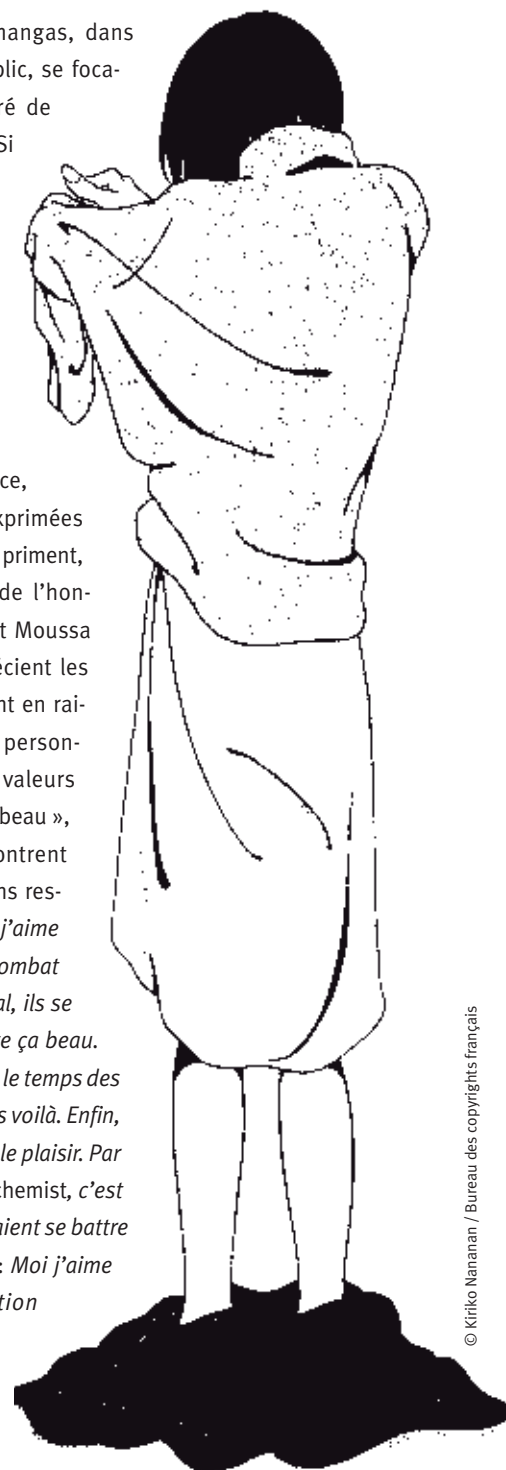 mangas, dans
blic, se foca-
ré de
Si
ce,
xprimées
priment,
de l’hon-
t Moussa
écient les
nt en rai-
person-
valeurs
beau »,
ontrent
ns res-
j’aime
ombat
al, ils se
e ça beau.
le temps des
s voilà. Enfin,
le plaisir. Par
chemist, c’est
aient se battre
: Moi j’aime
tion
© Kiriko Nananan / Bureau des copyrights français